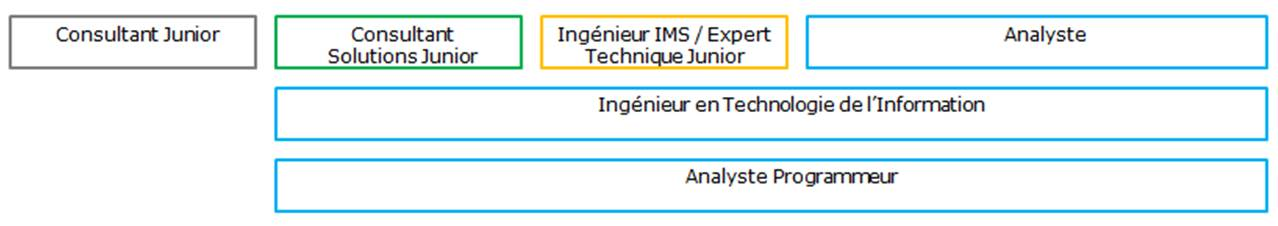 Consultant Junior
Consultant
Solutions Junior
Ingénieur IMS / Expert
Technique Junior
Analyste
Ingénieur en Technologie de l’Information
Analyste Programmeur